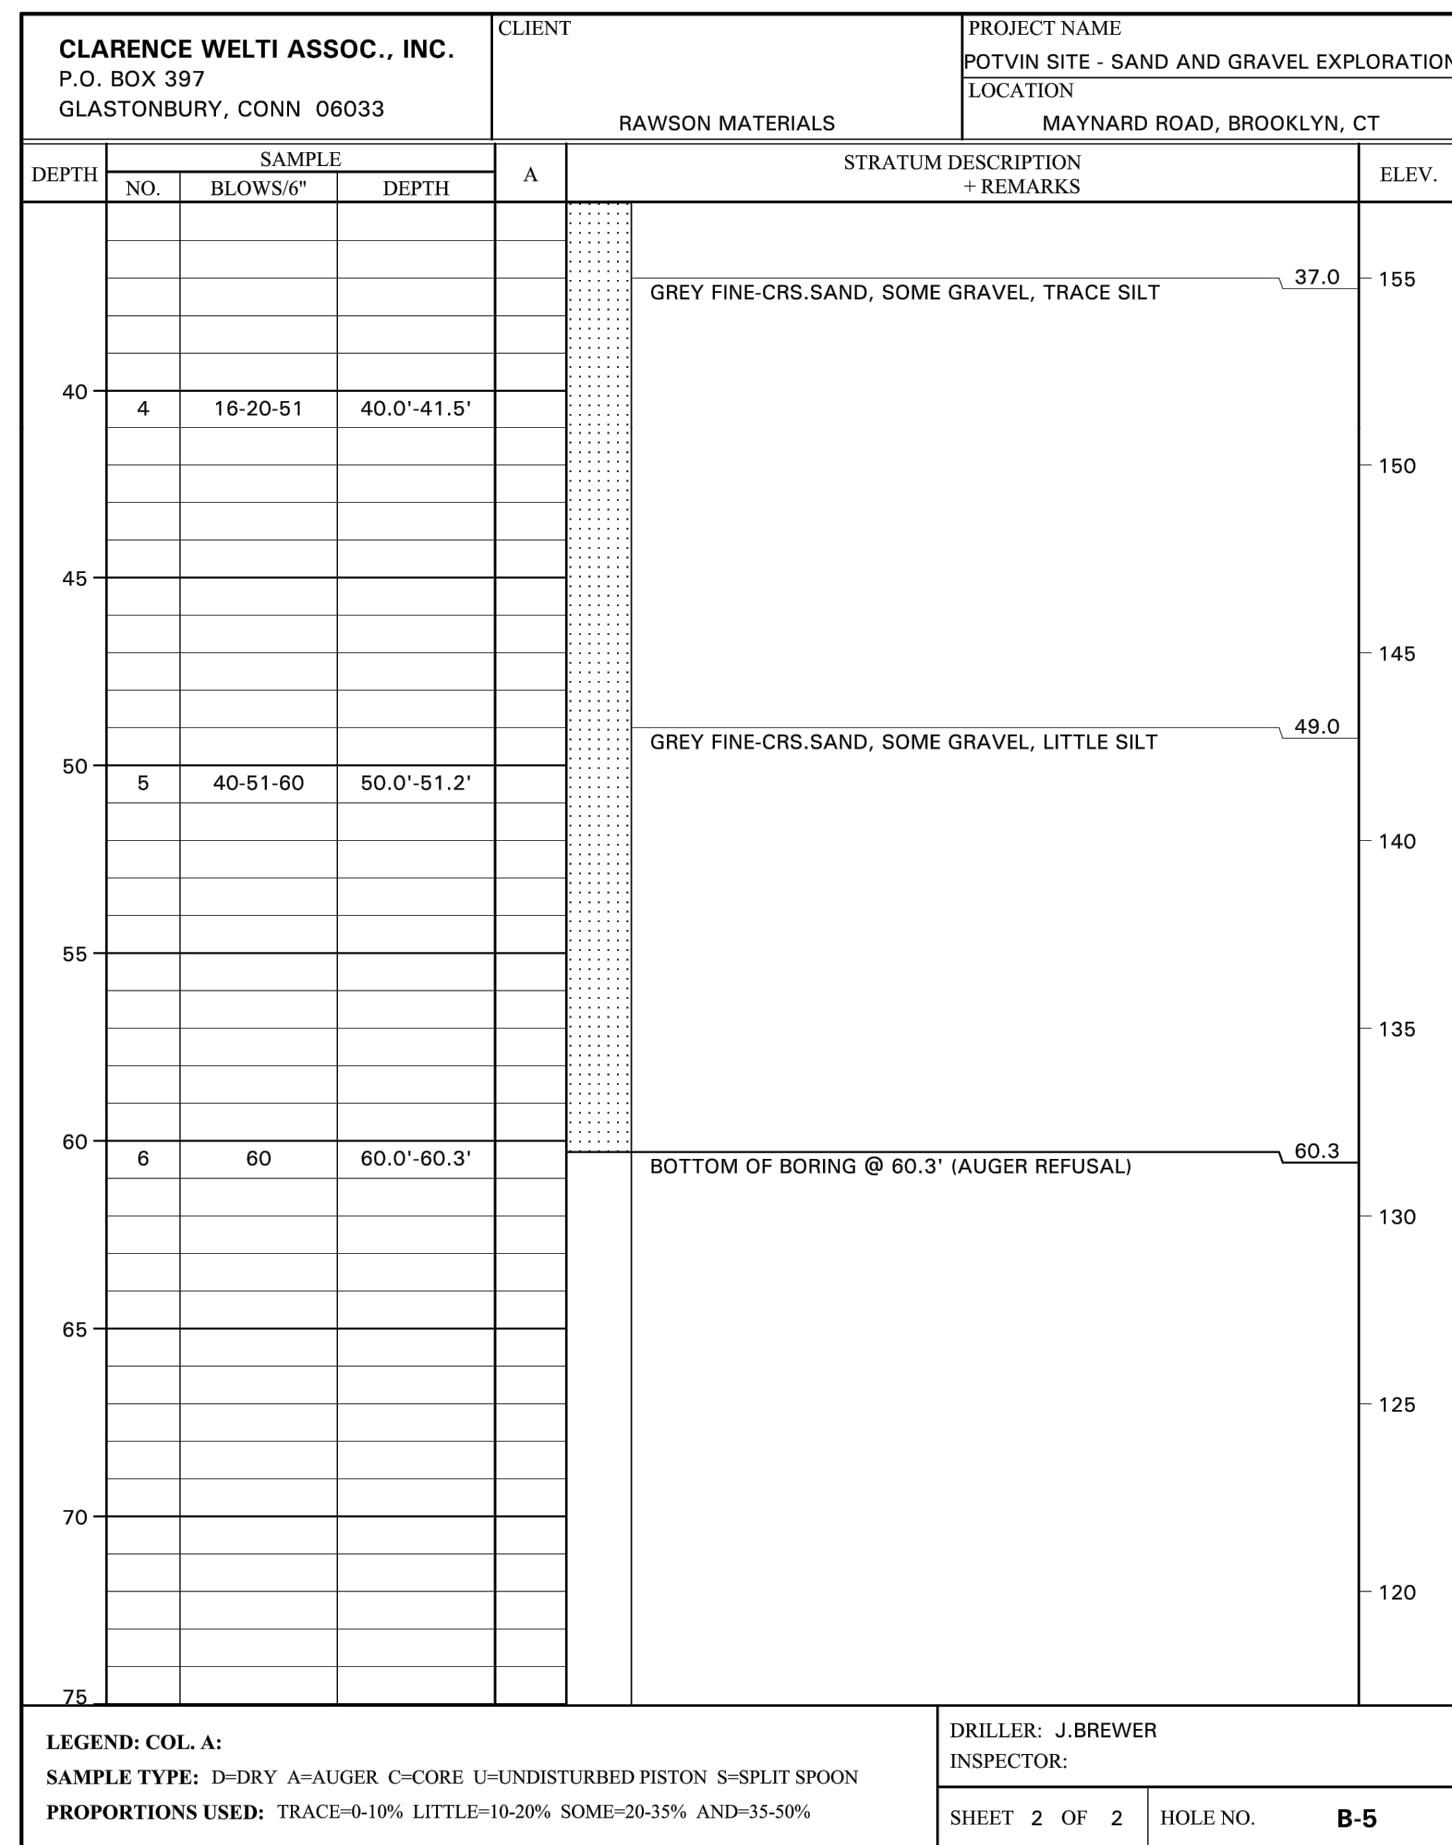 CLARENCE WELTI ASSOC., INC.
P.O. BOX 397
GLASTONBURY, CONN 06033
CLIENT
RAWSON MATERIALS
PROJECT NAME
POTVIN SITE - SAND AND GRAVEL EXPLORATION
LOCATION
MAYNARD ROAD, BROOKLYN, CT
DEPTH
SAMPLE
NO. BLOWS/6" DEPTH
A
STRATUM DESCRIPTION
+ REMARKS
ELEV.
37.0 155
GREY FINE-CRS.SAND, SOME GRAVEL, TRACE SILT
40
4 16-20-51 40.0'-41.5'
150
45
145
49.0
GREY FINE-CRS.SAND, SOME GRAVEL, LITTLE SILT
50
5 40-51-60 50.0'-51.2'
140
55
135
60
6 60 60.0'-60.3' 60.3
BOTTOM OF BORING @ 60.3' (AUGER REFUSAL)
130
65
125
70
120
75
LEGEND: COL. A:
SAMPLE TYPE: D=DRY A=AUGER C=CORE U=UNDISTURBED PISTON S=SPLIT SPOON
PROPORTIONS USED: TRACE=0-10% LITTLE=10-20% SOME=20-35% AND=35-50%
DRILLER: J.BREWER
INSPECTOR:
SHEET 2 OF 2 HOLE NO. B-5